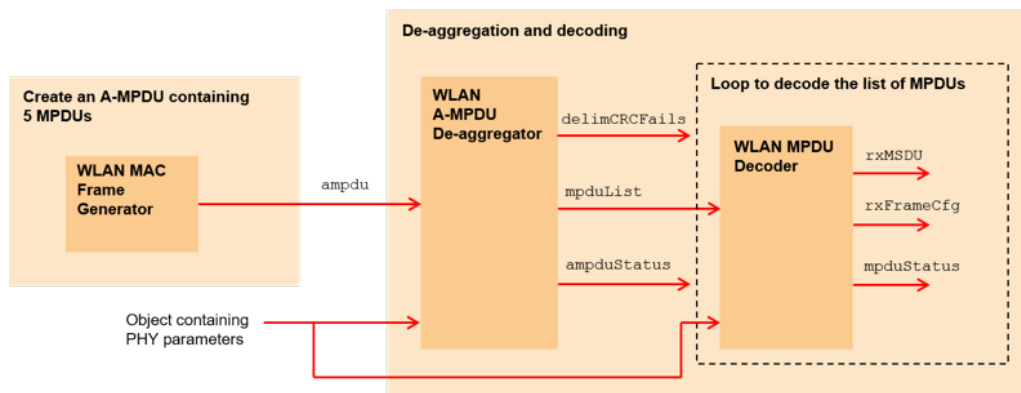 De-aggregation and decoding
Create an A-MPDU containing
5 MPDUs
WLAN MAC
Frame
Generator
ampdu
WLAN
A-MPDU
De-aggregator
delimCRCFails
mpduList
ampduStatus
Loop to decode the list of MPDUs
WLAN MPDU
Decoder
rxMSDU
rxFrameCfg
mpduStatus
Object containing
PHY parameters